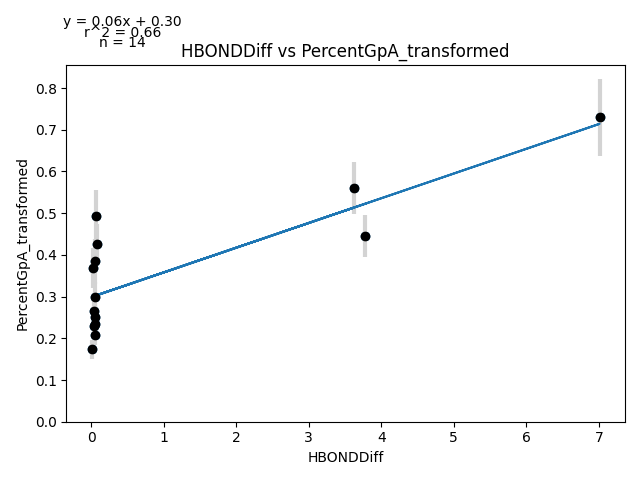 y = 0.06x + 0.30
r^2 = 0.66
n = 14
HBONDDiff vs PercentGpA_transformed
PercentGpA_transformed
0.8
0.7
0.6
0.5
0.4
0.3
0.2
0.1
0.0
0 1 2 3 4 5 6 7
HBONDDiff